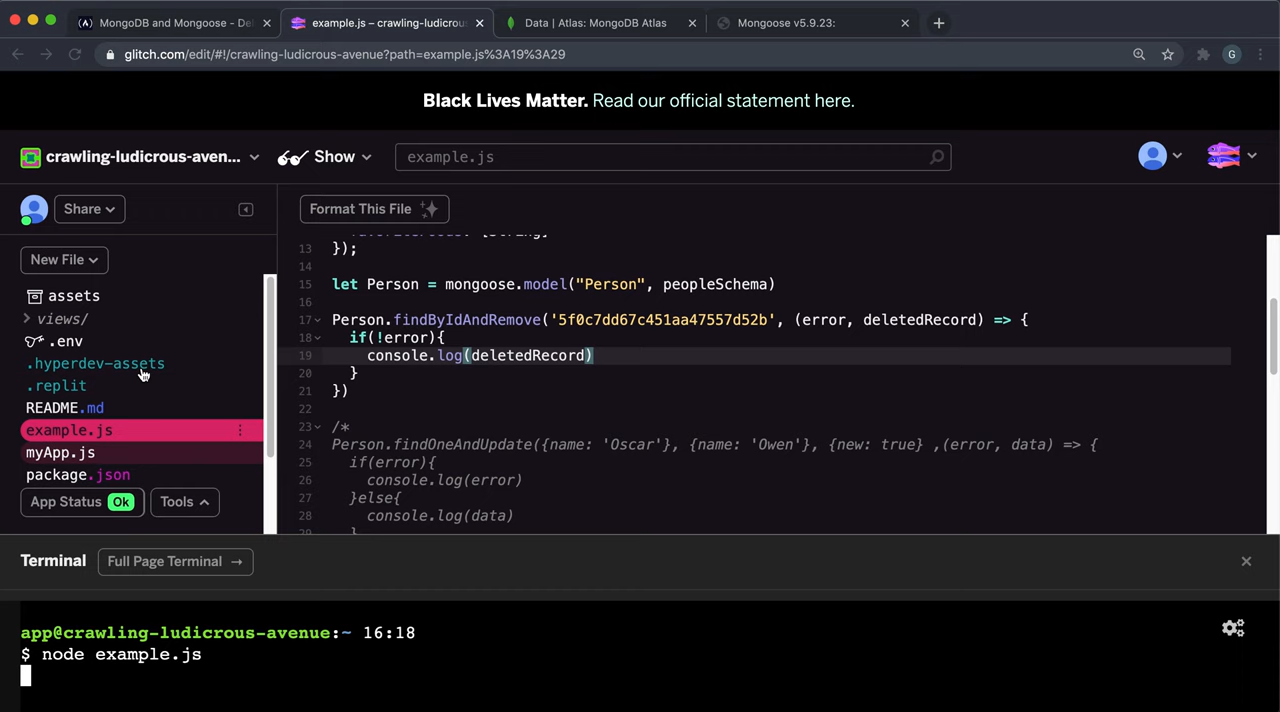 MongoDB and Mongoose - De
example.js – crawling-ludicrous
Data | Atlas: MongoDB Atlas
Mongoose v5.9.23:
glitch.com/edit/#!/crawling-ludicrous-avenue?path=example.js%3A19%3A29
G
Black Lives Matter. Read our official statement here.
crawling-ludicrous-aven...
Show
example.js
Share
Format This File
New File
assets
views/
.env
.hyperdev-assets
.replit
README.md
example.js
myApp.js
package.json
App Status Ok
Tools
13 });
14
15 let Person = mongoose.model("Person", peopleSchema)
16
17 Person.findByIdAndRemove('5f0c7dd67c451aa47557d52b', (error, deletedRecord) => {
18 if(!error){
19 console.log(deletedRecord)
20 }
21 })
22
23 /*
24 Person.findOneAndUpdate({name: 'Oscar'}, {name: 'Owen'}, {new: true} ,(error, data) => {
25 if(error){
26 console.log(error)
27 }else{
28 console.log(data)
29 }
Terminal
Full Page Terminal →
app@crawling-ludicrous-avenue:~ 16:18
$ node example.js